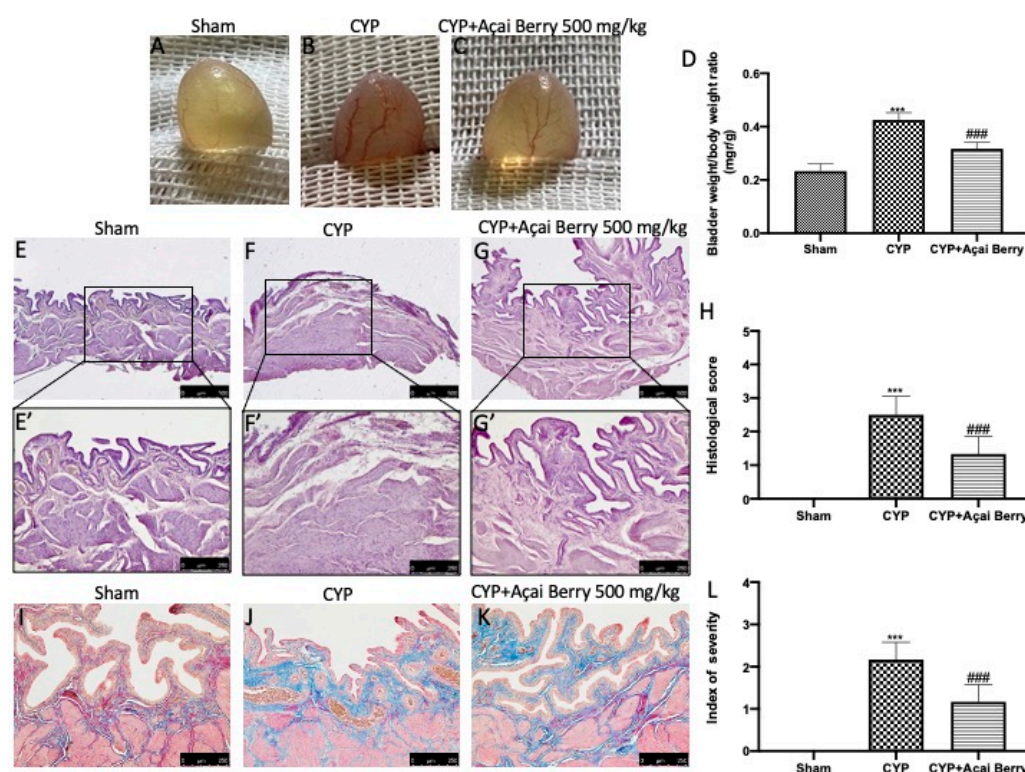 Sham
CYP
CYP+Açai Berry 500 mg/kg
A
B
C
D
Bladder weight/body weight ratio
(mgr/g)
0.6
0.4
0.2
0.0
***
###
Sham
CYP
CYP+Açai Berry
Sham
CYP
CYP+Açai Berry 500 mg/kg
E
F
G
E’
F’
G’
H
Histological score
5
4
3
2
1
0
***
###
Sham
CYP
CYP+Açai Berry
Sham
CYP
CYP+Açai Berry 500 mg/kg
I
J
K
L
Index of severity
4
3
2
1
0
***
###
Sham
CYP
CYP+Açai Berry